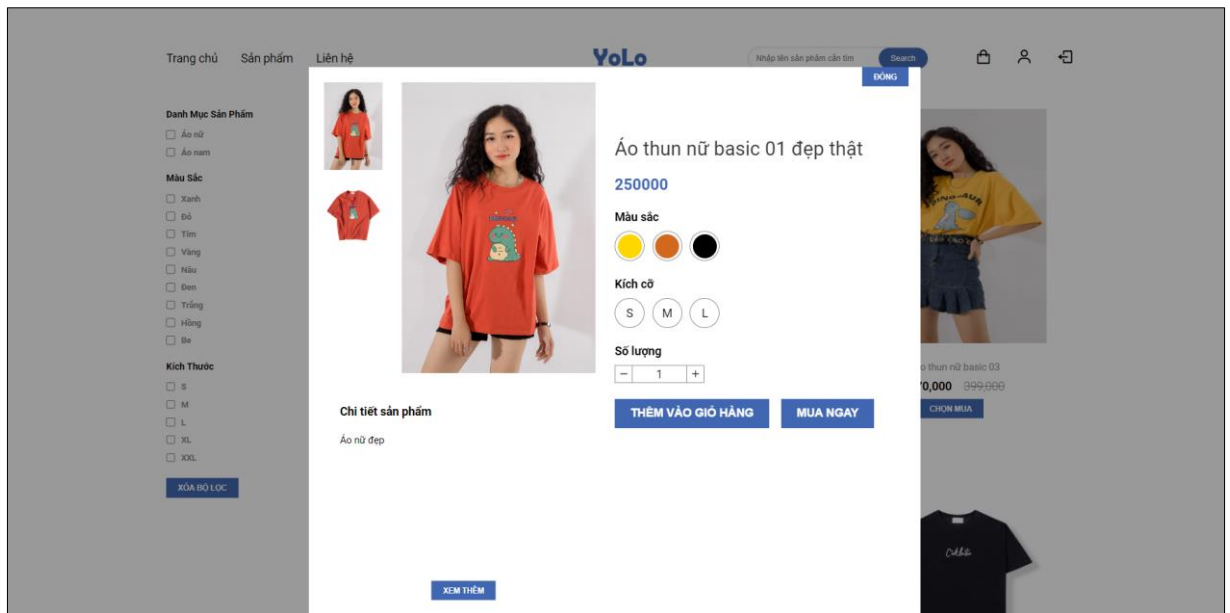 Trang chủ Sản phẩm Liên hệ YoLo Nhập tên sản phẩm cần tìm Search
ĐÓNG
Danh Mục Sản Phẩm
Áo nữ
Áo nam
Màu Sắc
Xanh
Đỏ
Tím
Vàng
Nâu
Đen
Trắng
Hồng
Be
Kích Thước
S
M
L
XL
XXL
XÓA BỘ LỌC
Áo thun nữ basic 01 đẹp thật
250000
Màu sắc
Kích cỡ
S M L
Số lượng
− 1 +
THÊM VÀO GIỎ HÀNG MUA NGAY
Chi tiết sản phẩm
Áo nữ đẹp
XEM THÊM
DINOSAUR
o thun nữ basic 03
0,000 399,000
CHỌN MUA